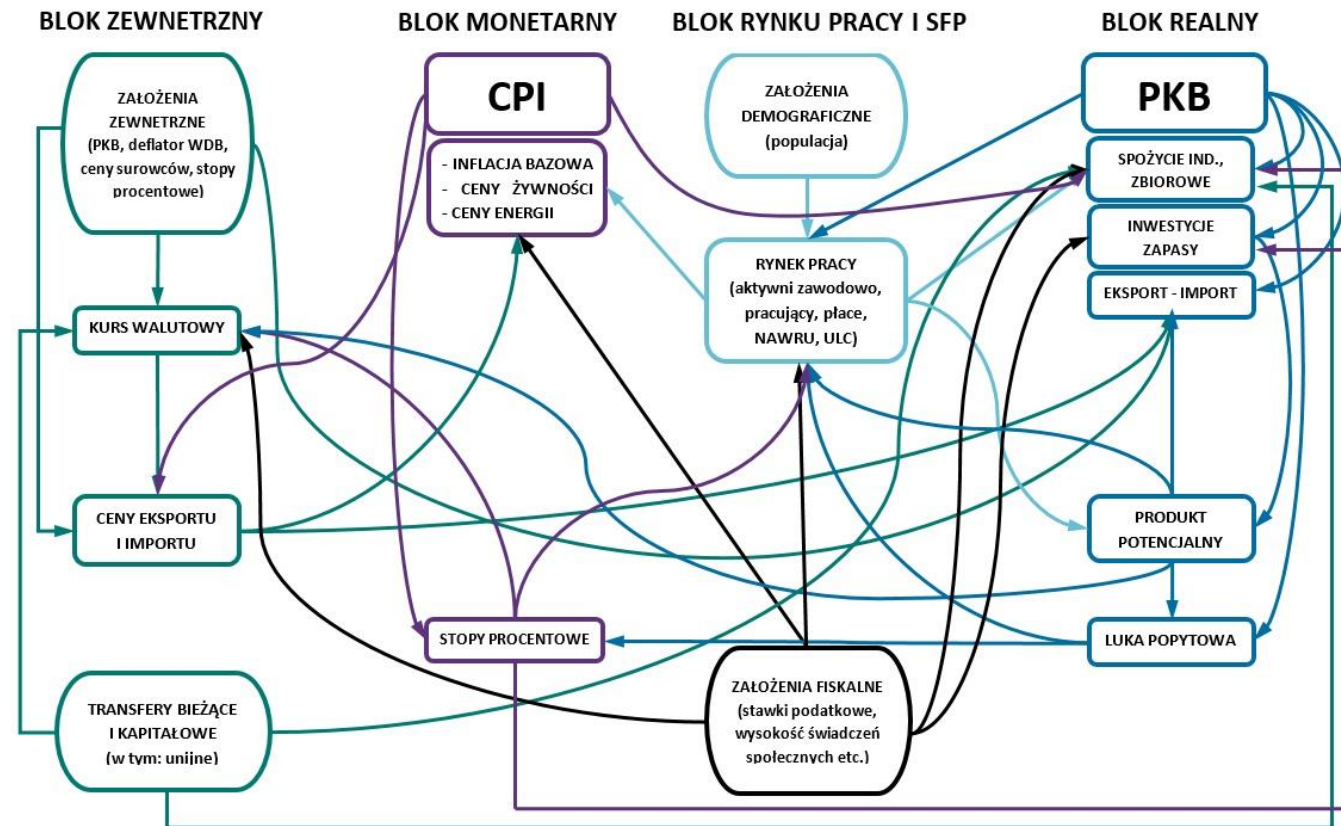 BLOK ZEWNĘTRZNY
BLOK MONETARNY
BLOK RYNKU PRACY I SFP
BLOK REALNY
ZAŁOŻENIA
ZEWNETRZNE
(PKB, deflator WDB,
ceny surowców, stopy
procentowe)
KURS WALUTOWY
CENY EKSPORTU
I IMPORTU
TRANSFERY BIEŻĄCE
I KAPITAŁOWE
(w tym: unijne)
CPI
- INFLACJA BAZOWA
- CENY ŻYWNOŚCI
- CENY ENERGII
STOPY PROCENTOWE
ZAŁOŻENIA
DEMOGRAFICZNE
(populacja)
RYNEK PRACY
(aktywni zawodowo,
pracujący, płace,
NAWRU, ULC)
ZAŁOŻENIA FISKALNE
(stawki podatkowe,
wysokość świadczeń
społecznych etc.)
PKB
SPOŻYCIE IND.,
ZBIOROWE
INWESTYCJE
ZAPASY
EKSPORT - IMPORT
PRODUKT
POTENCJALNY
LUKA POPYTOWA